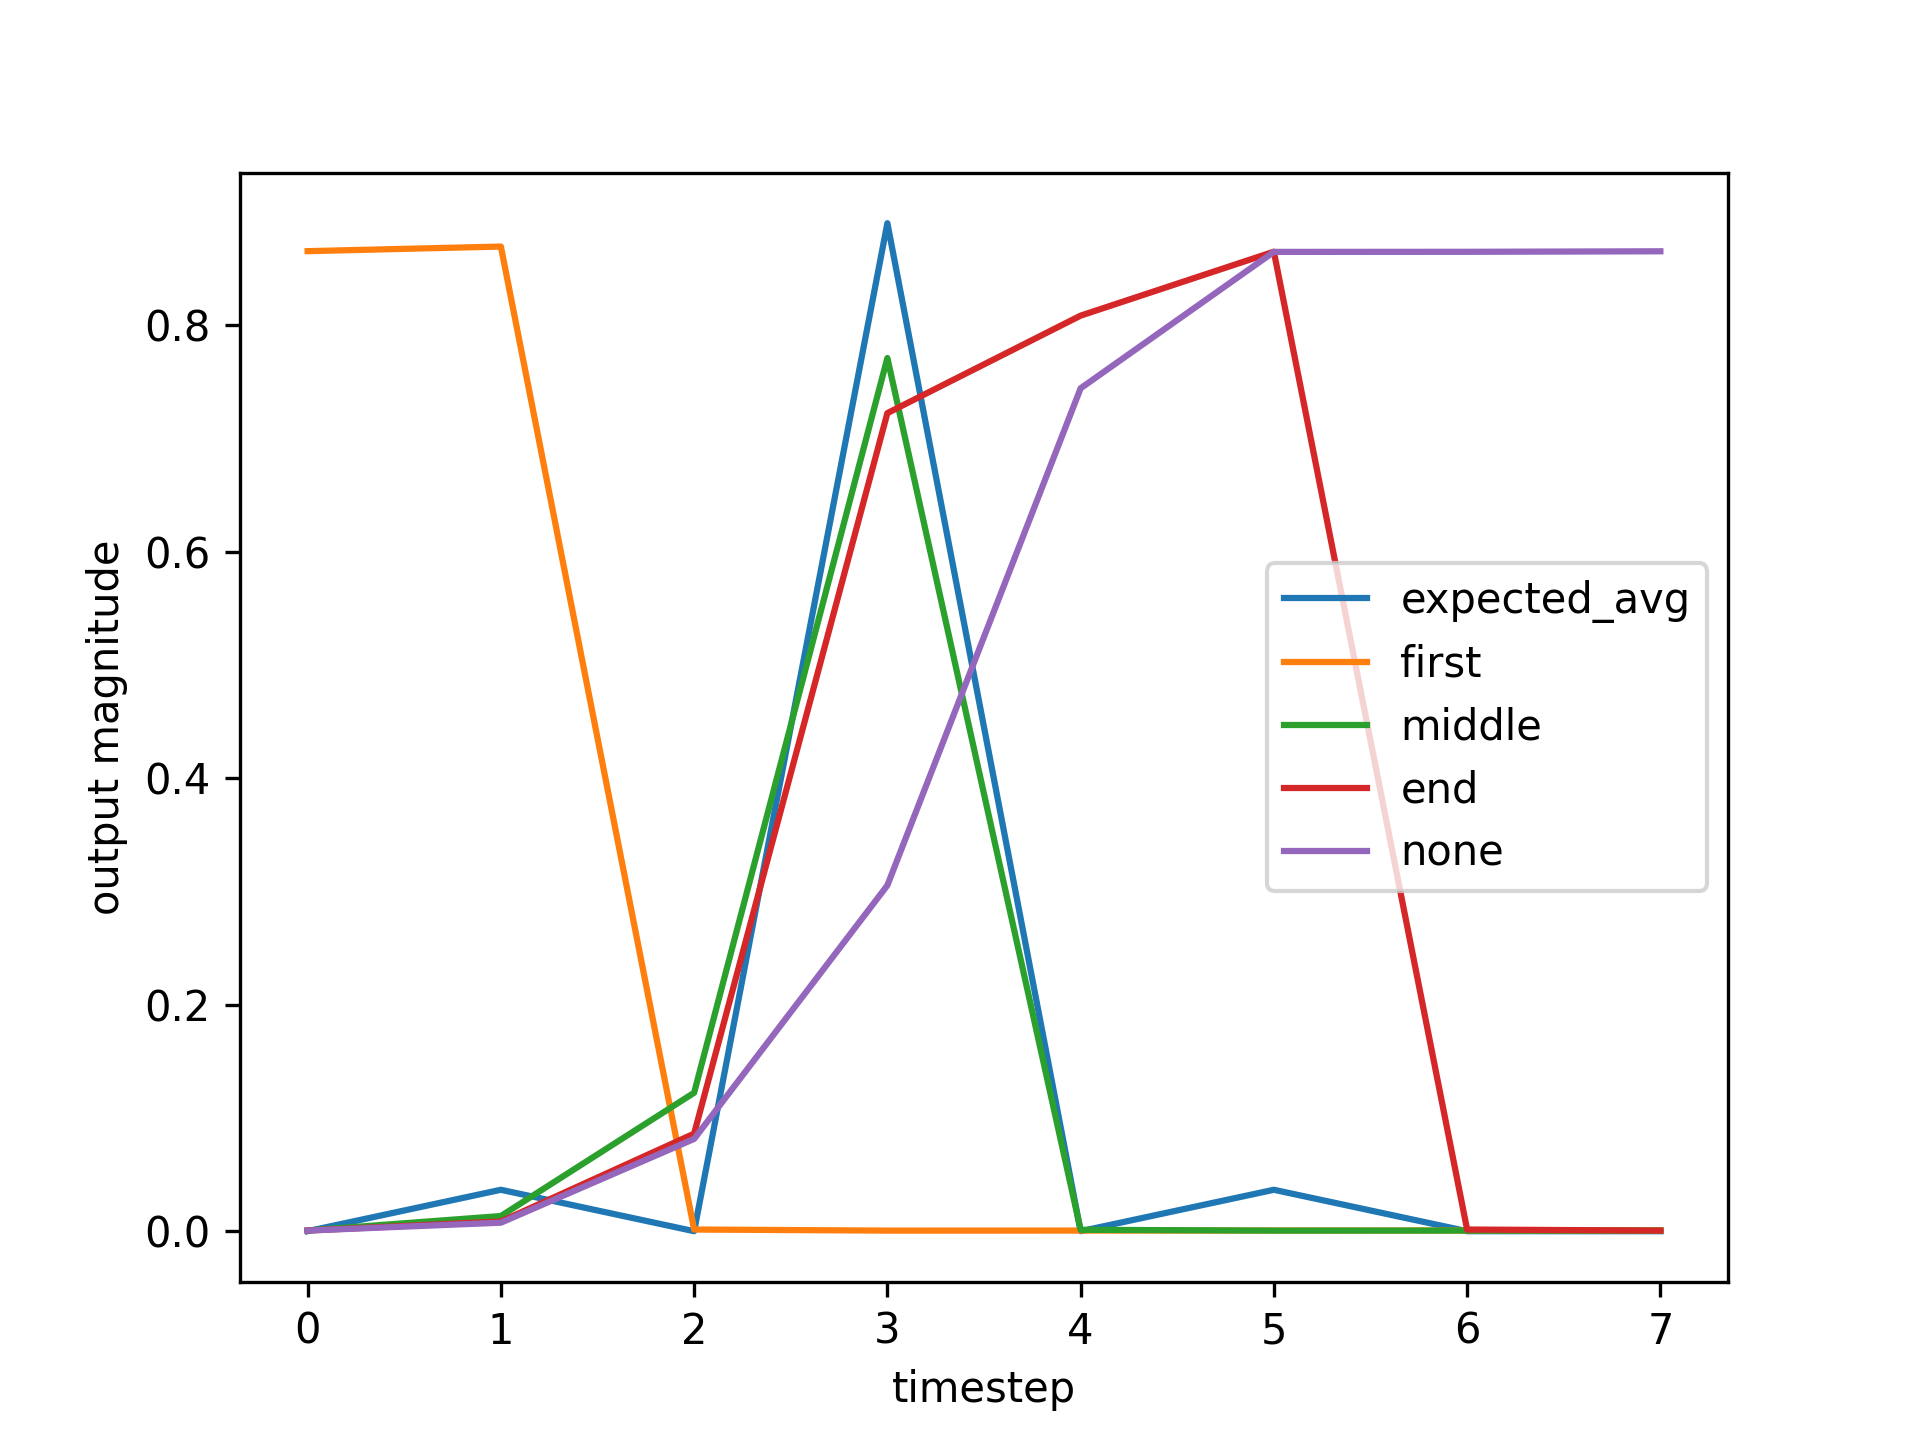 output magnitude
0.8
0.6
0.4
0.2
0.0
expected_avg
first
middle
end
none
0 1 2 3 4 5 6 7
timestep